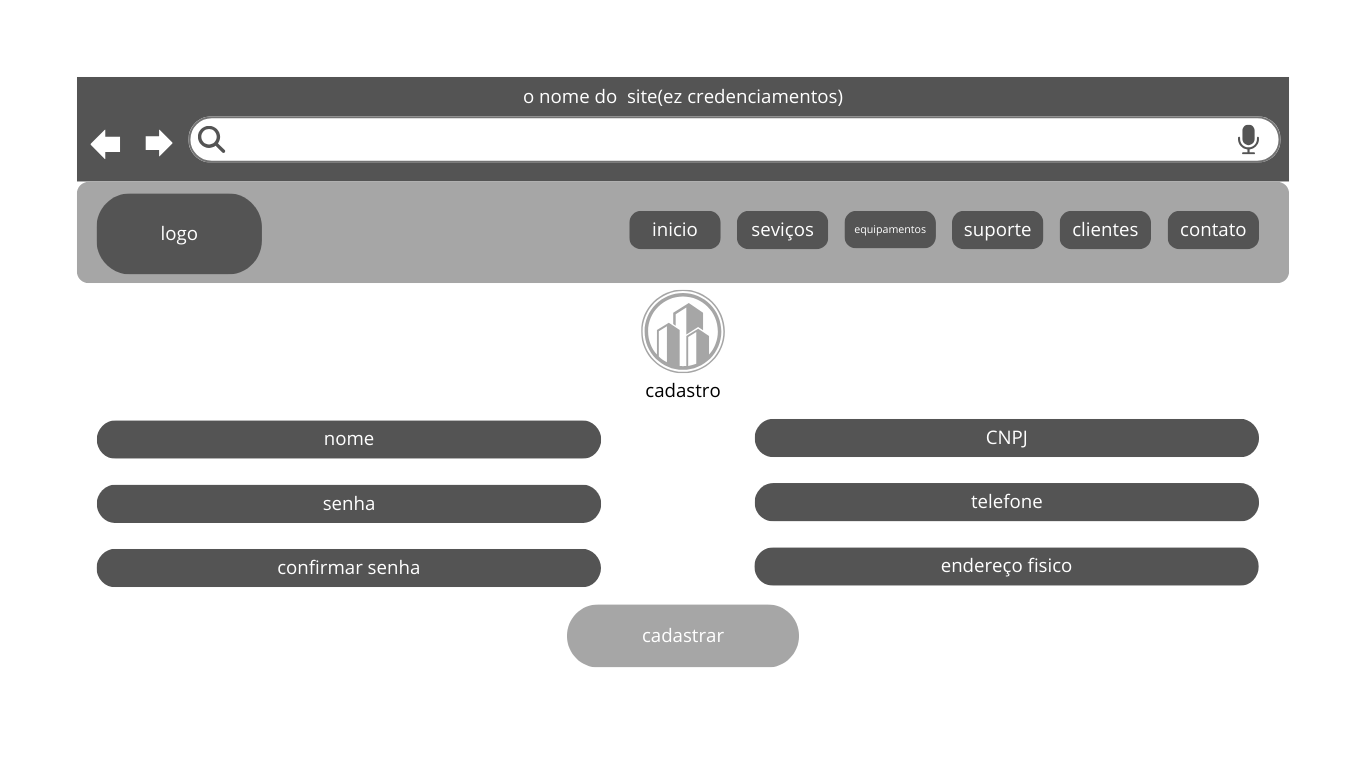 o nome do  site(ez credenciamentos)
logo
inicio
seviços
equipamentos
suporte
clientes
contato
cadastro
nome
CNPJ
senha
telefone
confirmar senha
endereço fisico
cadastrar